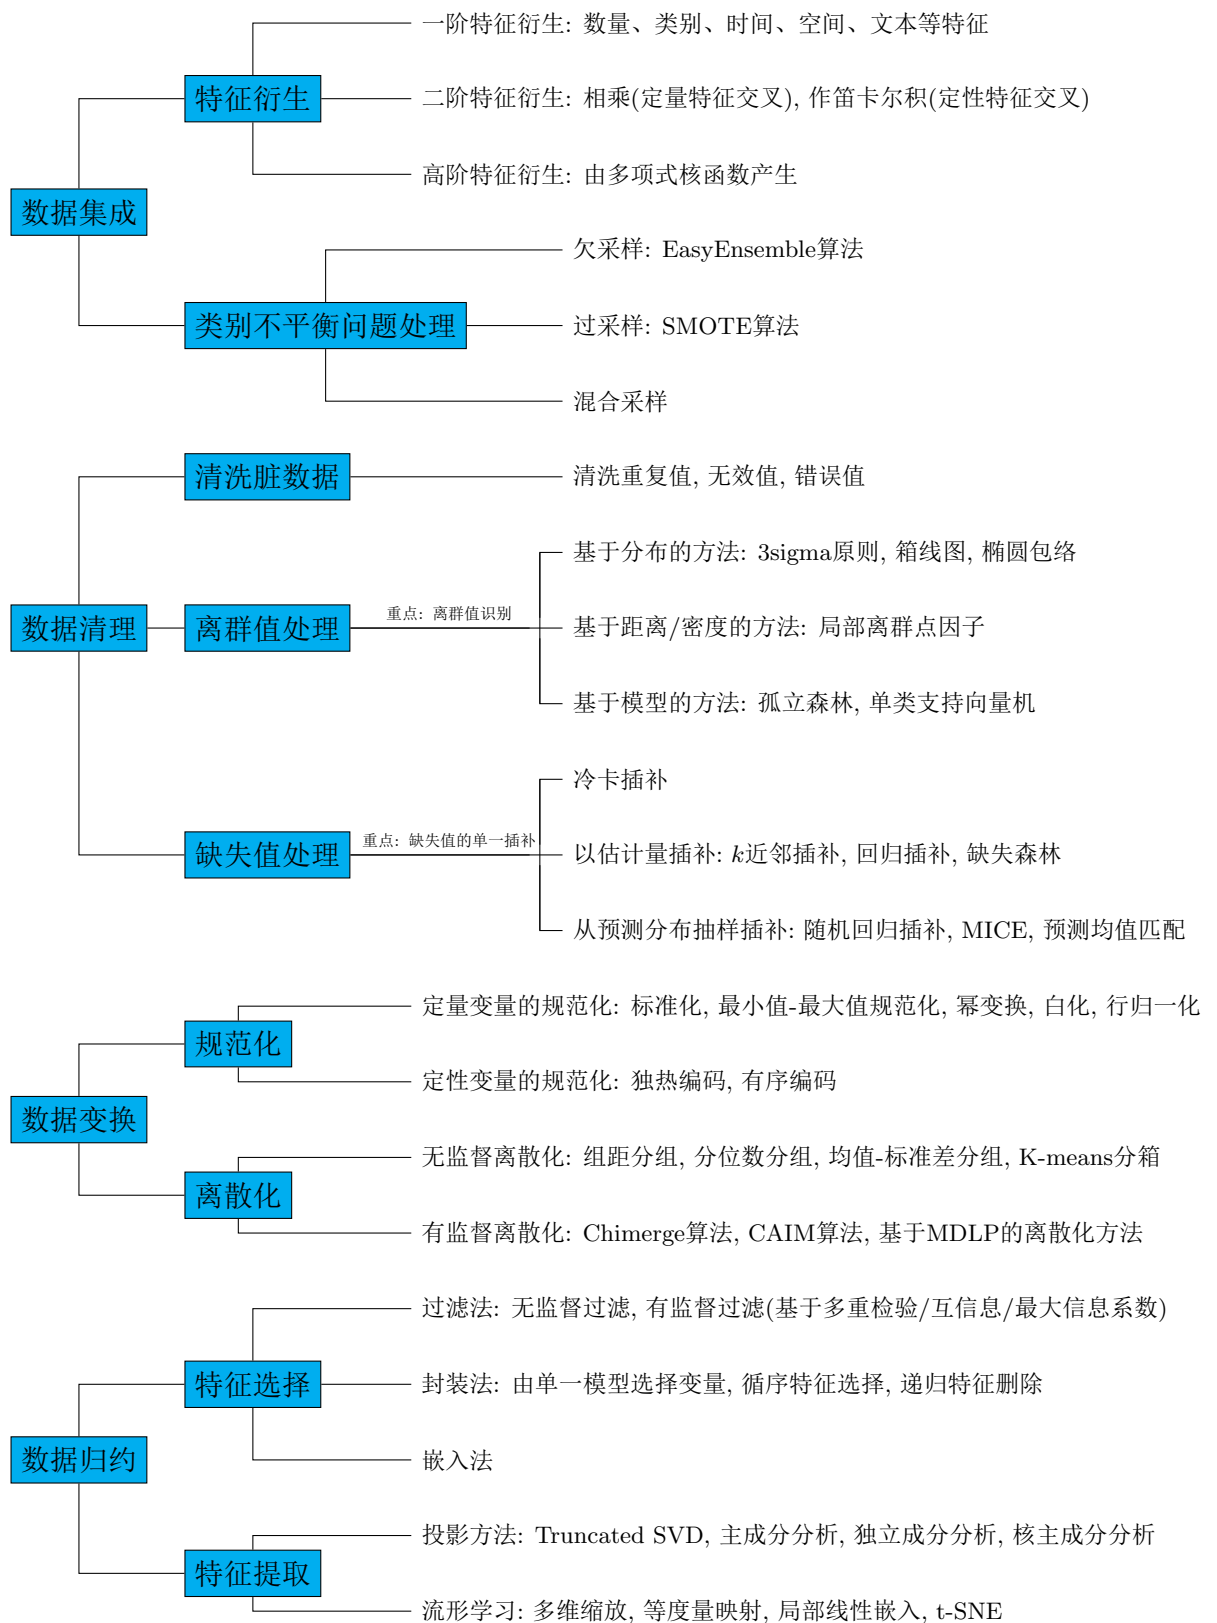 一阶特征衍生: 数量、类别、时间、空间、文本等特征
特征衍生
二阶特征衍生: 相乘(定量特征交叉), 作笛卡尔积(定性特征交叉)
高阶特征衍生: 由多项式核函数产生
数据集成
欠采样: EasyEnsemble算法
类别不平衡问题处理
过采样: SMOTE算法
混合采样
清洗脏数据
清洗重复值, 无效值, 错误值
基于分布的方法: 3sigma原则, 箱线图, 椭圆包络
数据清理
离群值处理
重点: 离群值识别
基于距离/密度的方法: 局部离群点因子
基于模型的方法: 孤立森林, 单类支持向量机
冷卡插补
缺失值处理
重点: 缺失值的单一插补
以估计量插补: k近邻插补, 回归插补, 缺失森林
从预测分布抽样插补: 随机回归插补, MICE, 预测均值匹配
定量变量的规范化: 标准化, 最小值-最大值规范化, 幂变换, 白化, 行归一化
规范化
定性变量的规范化: 独热编码, 有序编码
数据变换
无监督离散化: 组距分组, 分位数分组, 均值-标准差分组, K-means分箱
离散化
有监督离散化: Chimerge算法, CAIM算法, 基于MDLP的离散化方法
过滤法: 无监督过滤, 有监督过滤(基于多重检验/互信息/最大信息系数)
特征选择
封装法: 由单一模型选择变量, 循序特征选择, 递归特征删除
嵌入法
数据归约
投影方法: Truncated SVD, 主成分分析, 独立成分分析, 核主成分分析
特征提取
流形学习: 多维缩放, 等度量映射, 局部线性嵌入, t-SNE